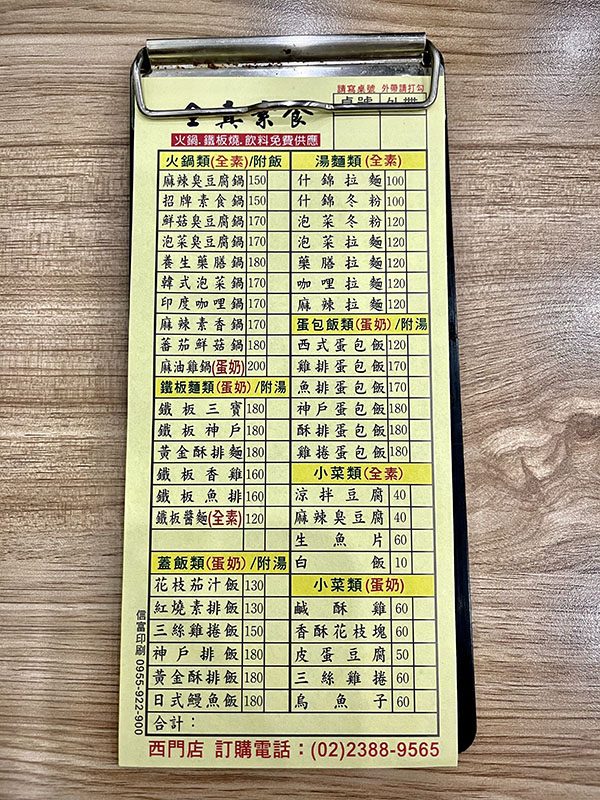 請寫桌號 外帶請打勾
桌號 外帶
全真素食
火鍋.鐵板燒.飲料免費供應
火鍋類(全素)/附飯
麻辣臭豆腐鍋 150
招牌素食鍋 150
鮮菇臭豆腐鍋 170
泡菜臭豆腐鍋 170
養生藥膳鍋 180
韓式泡菜鍋 170
印度咖哩鍋 170
麻辣素香鍋 170
蕃茄鮮菇鍋 180
麻油雞鍋(蛋奶) 200
鐵板麵類(蛋奶)/附湯
鐵板三寶 180
鐵板神戶 180
黃金酥排麵 180
鐵板香雞 160
鐵板魚排 160
鐵板醬麵(全素) 120
蓋飯類(蛋奶)/附湯
花枝茄汁飯 130
紅燒素排飯 130
三絲雞捲飯 150
神戶排飯 180
黃金酥排飯 180
日式鰻魚飯 180
合計：
湯麵類(全素)
什錦拉麵 100
什錦冬粉 100
泡菜冬粉 120
泡菜拉麵 120
藥膳拉麵 120
咖哩拉麵 120
麻辣拉麵 120
蛋包飯類(蛋奶)/附湯
西式蛋包飯 120
雞排蛋包飯 170
魚排蛋包飯 170
神戶蛋包飯 180
酥排蛋包飯 180
雞捲蛋包飯 180
小菜類(全素)
涼拌豆腐 40
麻辣臭豆腐 40
生魚片 60
白飯 10
小菜類(蛋奶)
鹹酥雞 60
香酥花枝塊 60
皮蛋豆腐 50
三絲雞捲 60
烏魚子 60
信富印刷 0955-922-900
西門店 訂購電話：(02)2388-9565